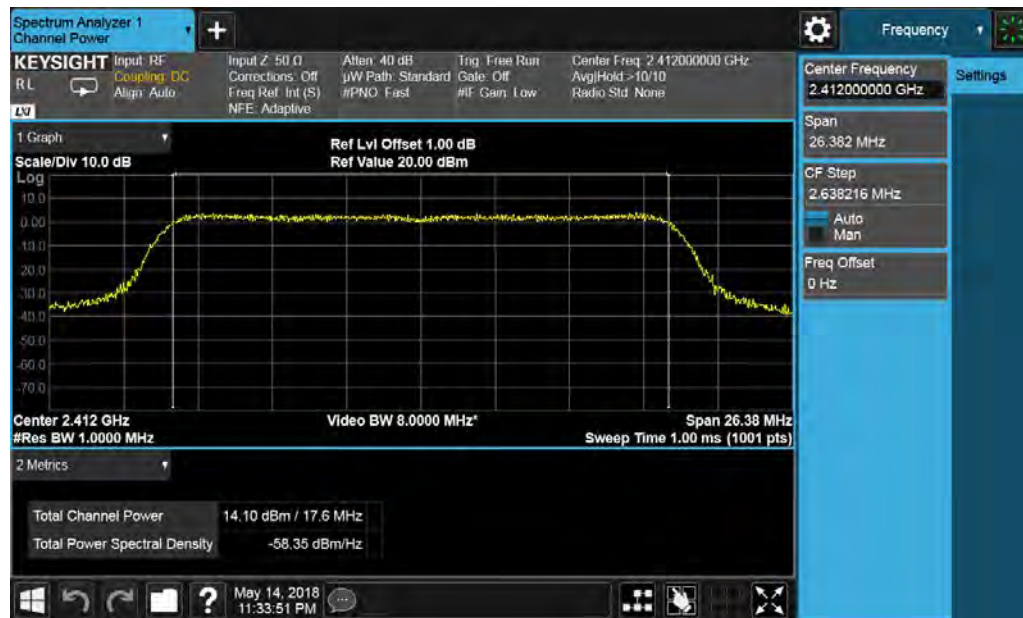 Spectrum Analyzer 1
Channel Power
+
Frequency
KEYSIGHT Input: RF Input Z: 50 Ω Atten: 40 dB Trig: Free Run Center Freq: 2.412000000 GHz
RL Coupling: DC Corrections: Off µW Path: Standard Gate: Off Avg|Hold:>10/10
Align: Auto Freq Ref: Int (S) #PNO: Fast #IF Gain: Low Radio Std: None
LXI NFE: Adaptive
1 Graph
Ref Lvl Offset 1.00 dB
Scale/Div 10.0 dB Ref Value 20.00 dBm
Log
10.0
0.00
-10.0
-20.0
-30.0
-40.0
-50.0
-60.0
-70.0
Center 2.412 GHz Video BW 8.0000 MHz* Span 26.38 MHz
#Res BW 1.0000 MHz Sweep Time 1.00 ms (1001 pts)
2 Metrics
Total Channel Power 14.10 dBm / 17.6 MHz
Total Power Spectral Density -58.35 dBm/Hz
?
May 14, 2018
11:33:51 PM
Center Frequency
2.412000000 GHz
Settings
Span
26.382 MHz
CF Step
2.638216 MHz
Auto
Man
Freq Offset
0 Hz